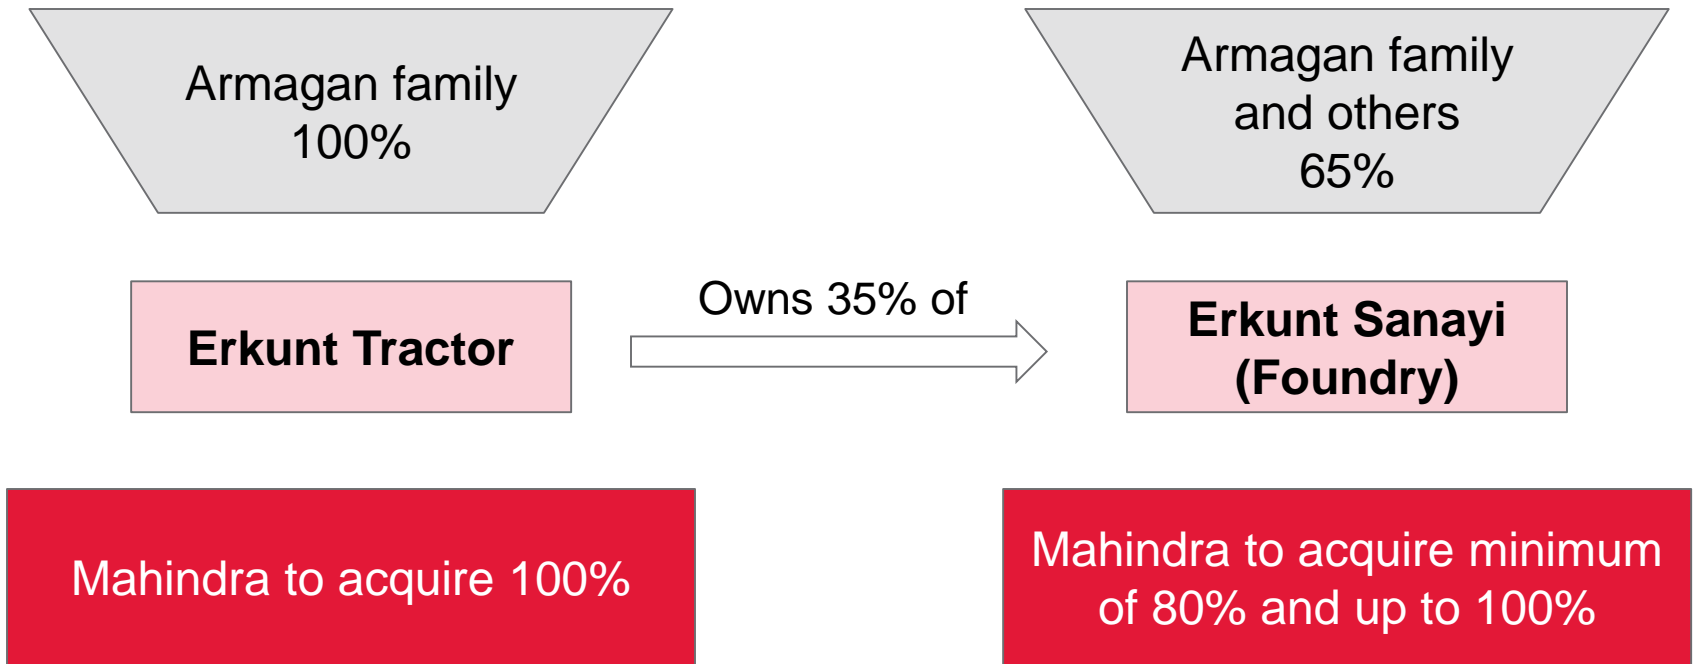 Armagan family
100%
Armagan family
and others
65%
Erkunt Tractor
Owns 35% of
Erkunt Sanayi
(Foundry)
Mahindra to acquire 100%
Mahindra to acquire minimum
of 80% and up to 100%